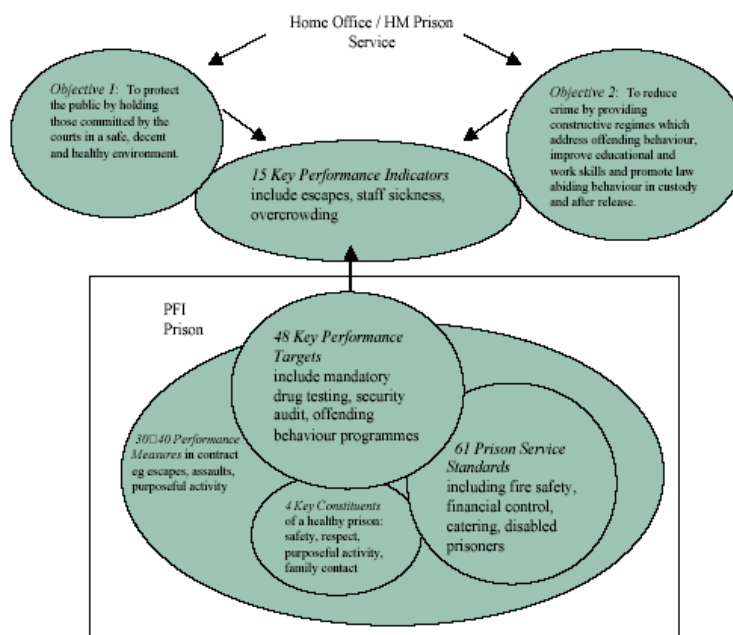 Home Office / HM Prison
Service
Objective 1: To protect
the public by holding
those committed by the
courts in a safe, decent
and healthy environment.
Objective 2: To reduce
crime by providing
constructive regimes which
address offending behaviour,
improve educational and
work skills and promote law
abiding behaviour in custody
and after release.
15 Key Performance Indicators
include escapes, staff sickness,
overcrowding
PFI
Prison
48 Key Performance
Targets
include mandatory
drug testing, security
audit, offending
behaviour programmes
30□40 Performance
Measures in contract
eg escapes, assaults,
purposeful activity
61 Prison Service
Standards
including fire safety,
financial control,
catering, disabled
prisoners
4 Key Constituents
of a healthy prison:
safety, respect,
purposeful activity,
family contact